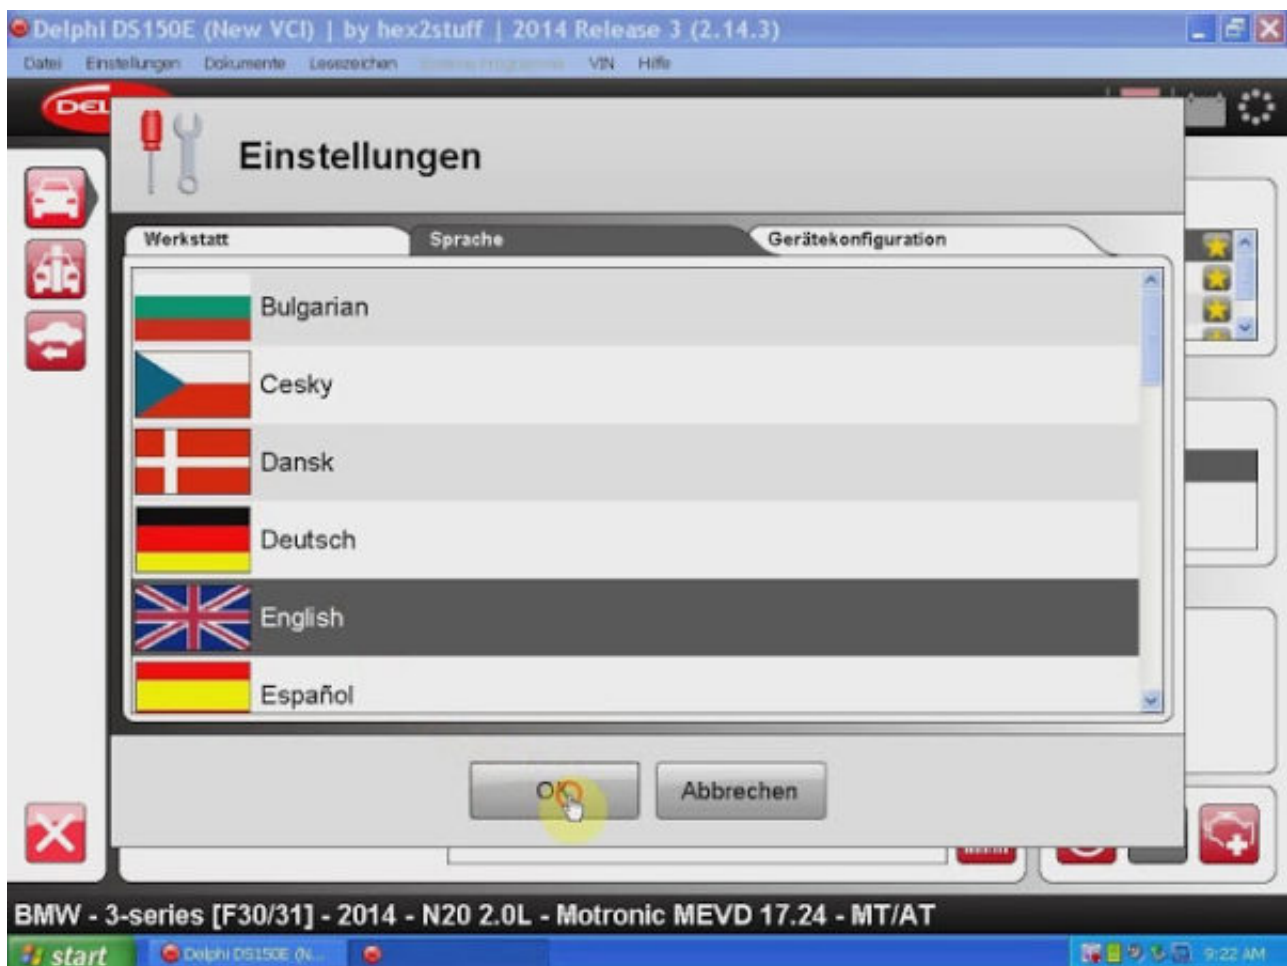 Delphi DS150E (New VCI) | by hex2stuff | 2014 Release 3 (2.14.3)
Datei Einstellungen Dokumente Lesezeichen VIN Hilfe
DEL
Einstellungen
Werkstatt Sprache Gerätekonfiguration
Bulgarian
Cesky
Dansk
Deutsch
English
Español
OK Abbrechen
BMW - 3-series [F30/31] - 2014 - N20 2.0L - Motronic MEVD 17.24 - MT/AT
start Delphi DS150E (N... 9:22 AM